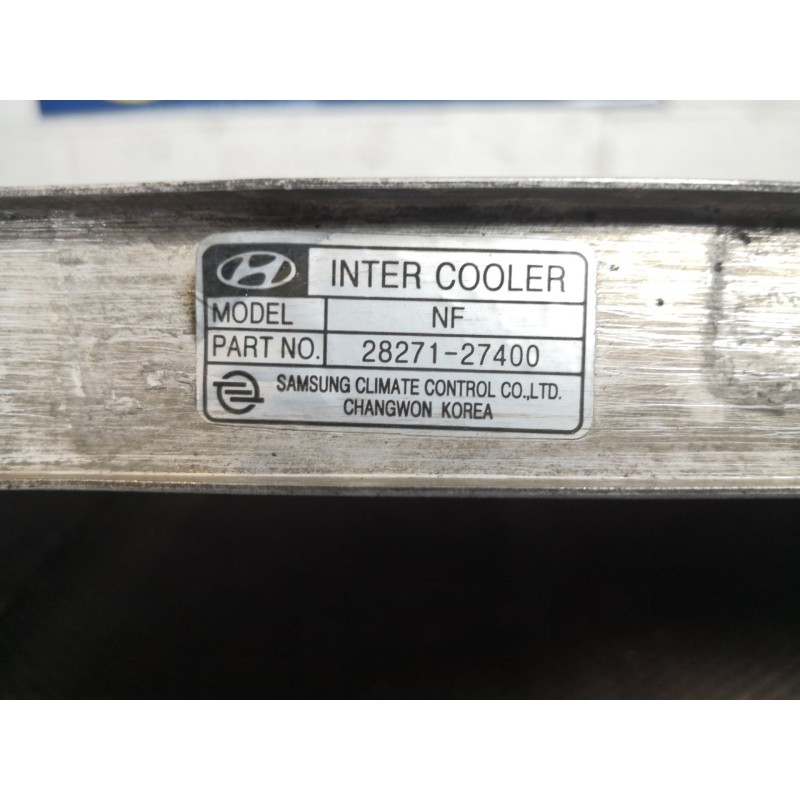 INTER COOLER
MODEL NF
PART NO. 28271-27400
SAMSUNG CLIMATE CONTROL CO.,LTD.
CHANGWON KOREA